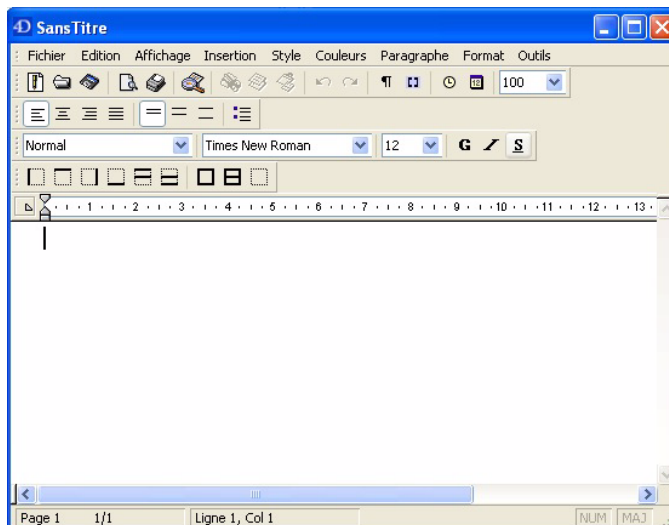 4D SansTitre
Fichier Edition Affichage Insertion Style Couleurs Paragraphe Format Outils
¶ 12 100
Normal Times New Roman 12 G I S
1 2 3 4 5 6 7 8 9 10 11 12 13
Page 1 1/1 Ligne 1, Col 1 NUM MAJ